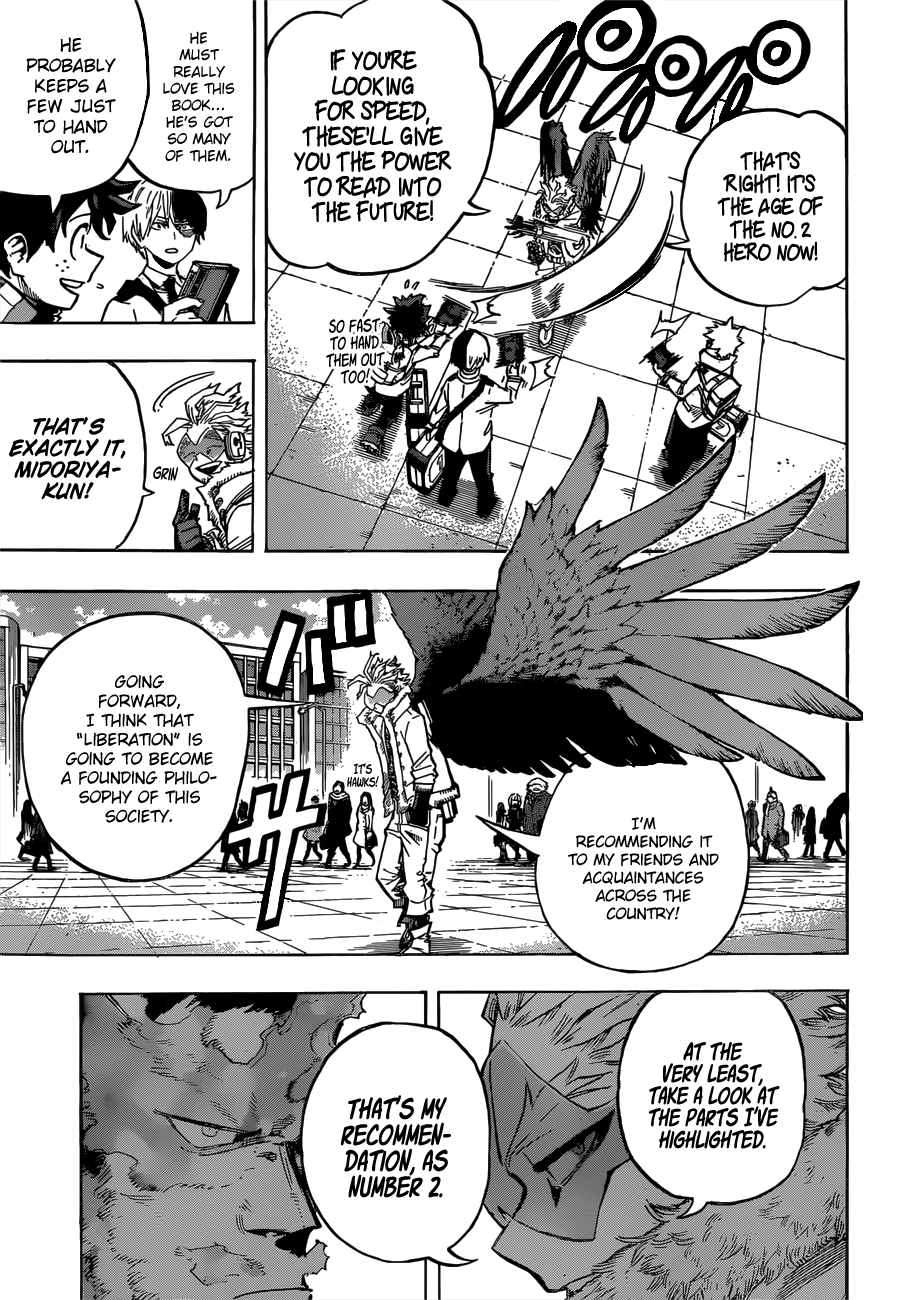 パパパ
THAT'S
RIGHT! IT'S
THE AGE OF
THE NO. 2
HERO NOW!
IF YOU'RE
LOOKING
FOR SPEED,
THESE'LL GIVE
YOU THE POWER
TO READ INTO
THE FUTURE!
SO FAST
TO HAND
THEM OUT
TOO!
HE
MUST
REALLY
LOVE THIS
BOOK...
HE'S GOT
SO MANY
OF THEM.
HE
PROBABLY
KEEPS A
FEW JUST
TO HAND
OUT.
GRIN
THAT'S
EXACTLY IT,
MIDORIYA-
KUN!
バサ
I'M
RECOMMENDING IT
TO MY FRIENDS AND
ACQUAINTANCES
ACROSS THE
COUNTRY!
IT'S
HAWKS!
GOING
FORWARD,
I THINK THAT
"LIBERATION" IS
GOING TO BECOME
A FOUNDING PHILO-
SOPHY OF THIS
SOCIETY.
AT THE
VERY LEAST,
TAKE A LOOK AT
THE PARTS I'VE
HIGHLIGHTED.
THAT'S MY
RECOMMEN-
DATION, AS
NUMBER 2.